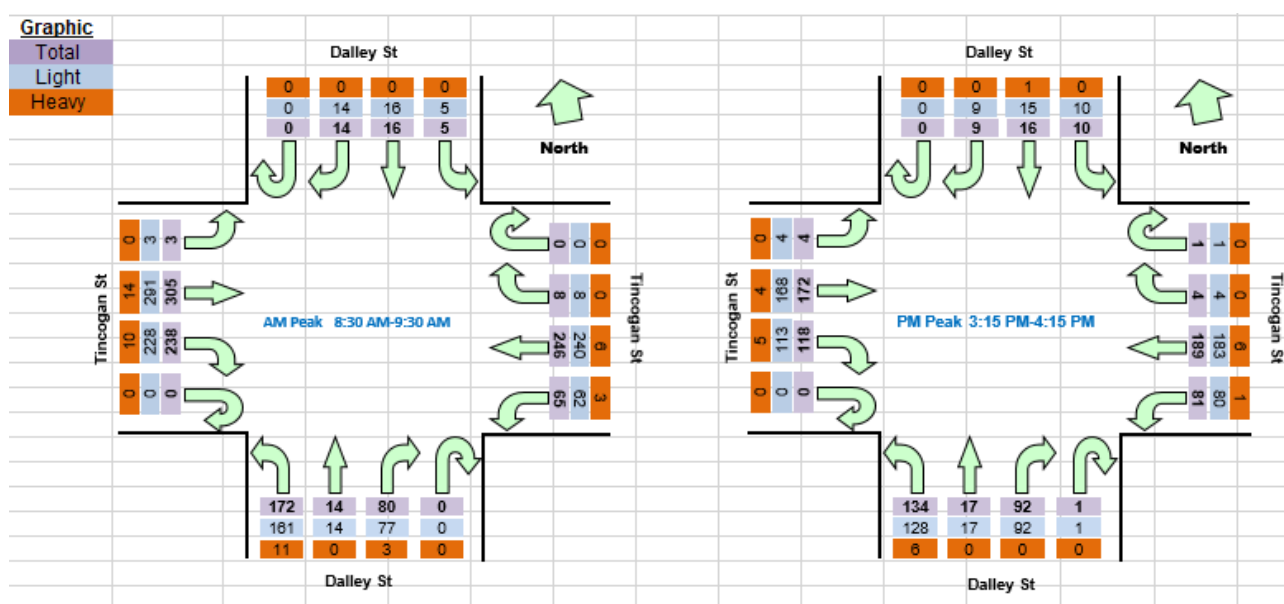 Graphic
Total
Light
Heavy
Dalley St
0 0 0 0
0 14 16 5
0 14 16 5
North
Tincogan St
0 3 3
14 291 305
10 228 238
0 0 0
AM Peak 8:30 AM-9:30 AM
0 0 0
8 8 0
246 240 6
65 62 3
Tincogan St
172 14 80 0
161 14 77 0
11 0 3 0
Dalley St
Dalley St
0 0 1 0
0 9 15 10
0 9 16 10
North
Tincogan St
0 4 4
4 168 172
5 113 118
0 0 0
PM Peak 3:15 PM-4:15 PM
1 1 0
4 4 0
189 183 6
81 80 1
Tincogan St
134 17 92 1
128 17 92 1
6 0 0 0
Dalley St